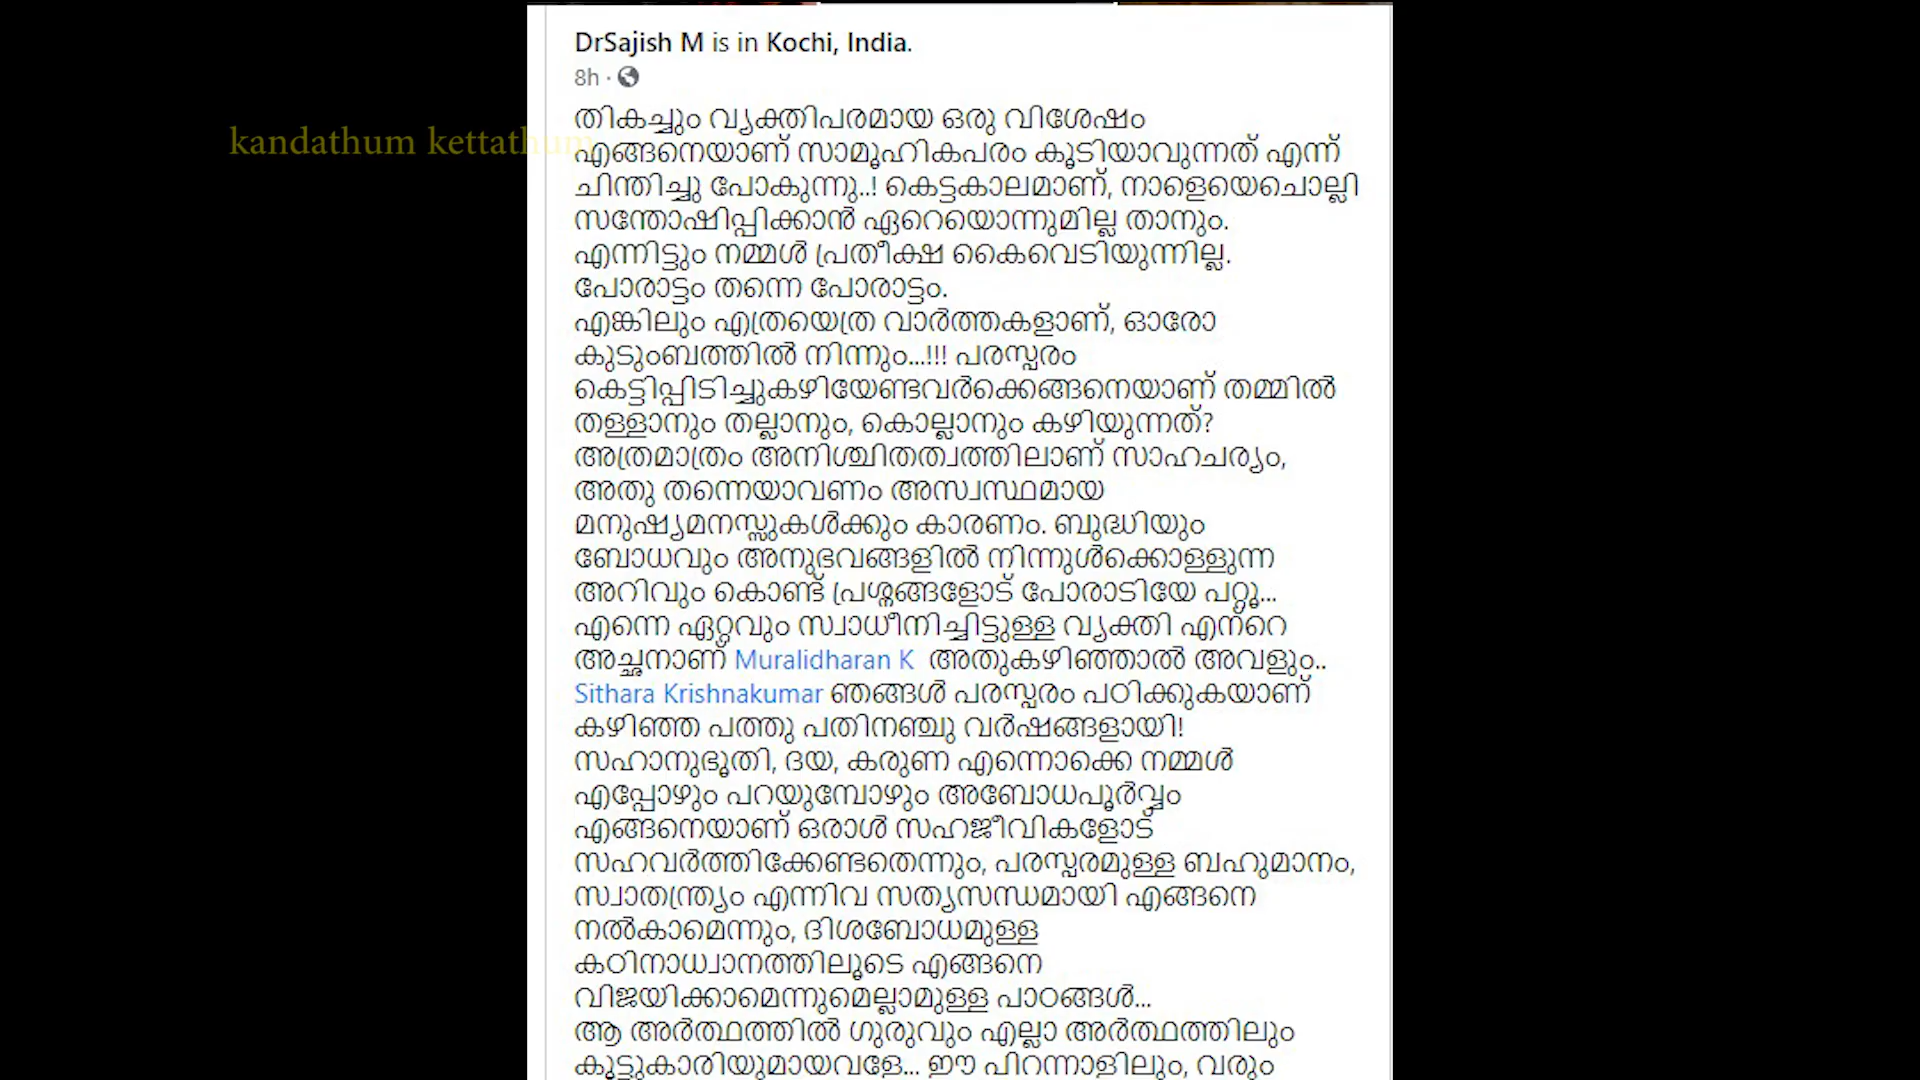 DrSajish M is in Kochi, India.
8h ·
തികച്ചും വ്യക്തിപരമായ ഒരു വിശേഷം
kandathum kettathum
എങ്ങനെയാണ് സാമൂഹികപരം കൂടിയാവുന്നത് എന്ന്
ചിന്തിച്ചു പോകുന്നു..! കെട്ടകാലമാണ്, നാളെയെചൊല്ലി
സന്തോഷിപ്പിക്കാൻ ഏറെയൊന്നുമില്ല താനും.
എന്നിട്ടും നമ്മൾ പ്രതീക്ഷ കൈവെടിയുന്നില്ല.
പോരാട്ടം തന്നെ പോരാട്ടം.
എങ്കിലും എത്രയെത്ര വാർത്തകളാണ്, ഓരോ
കുടുംബത്തിൽ നിന്നും...!!! പരസ്പരം
കെട്ടിപ്പിടിച്ചുകഴിയേണ്ടവർക്കെങ്ങനെയാണ് തമ്മിൽ
തള്ളാനും തല്ലാനും, കൊല്ലാനും കഴിയുന്നത്?
അത്രമാത്രം അനിശ്ചിതത്വത്തിലാണ് സാഹചര്യം,
അതു തന്നെയാവണം അസ്വസ്ഥമായ
മനുഷ്യമനസ്സുകൾക്കും കാരണം. ബുദ്ധിയും
ബോധവും അനുഭവങ്ങളിൽ നിന്നുൾക്കൊള്ളുന്ന
അറിവും കൊണ്ട് പ്രശ്നങ്ങളോട് പോരാടിയേ പറ്റൂ...
എന്നെ ഏറ്റവും സ്വാധീനിച്ചിട്ടുള്ള വ്യക്തി എന്റെ
അച്ഛനാണ് Muralidharan K അതുകഴിഞ്ഞാൽ അവളും..
Sithara Krishnakumar ഞങ്ങൾ പരസ്പരം പഠിക്കുകയാണ്
കഴിഞ്ഞ പത്തു പതിനഞ്ചു വർഷങ്ങളായി!
സഹാനുഭൂതി, ദയ, കരുണ എന്നൊക്കെ നമ്മൾ
എപ്പോഴും പറയുമ്പോഴും അബോധപൂർവ്വം
എങ്ങനെയാണ് ഒരാൾ സഹജീവികളോട്
സഹവർത്തിക്കേണ്ടതെന്നും, പരസ്പരമുള്ള ബഹുമാനം,
സ്വാതന്ത്ര്യം എന്നിവ സത്യസന്ധമായി എങ്ങനെ
നൽകാമെന്നും, ദിശബോധമുള്ള
കഠിനാധ്വാനത്തിലൂടെ എങ്ങനെ
വിജയിക്കാമെന്നുമെല്ലാമുള്ള പാഠങ്ങൾ...
ആ അർത്ഥത്തിൽ ഗുരുവും എല്ലാ അർത്ഥത്തിലും
കൂട്ടുകാരിയുമായവളേ... ഈ പിറന്നാളിലും, വരും